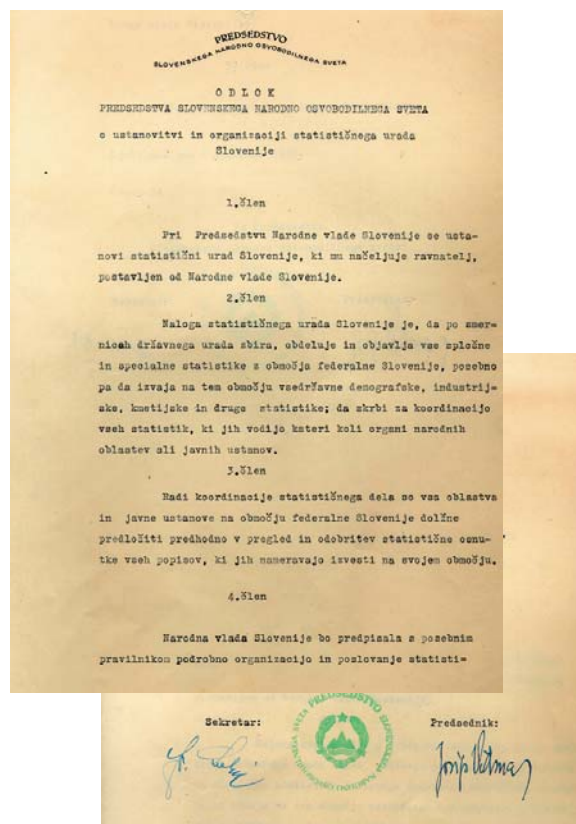 PREDSEDSTVO
SLOVENSKEGA NARODNO OSVOBODILNEGA SVETA
ODLOK
PREDSEDSTVA SLOVENSKEGA NARODNO OSVOBODILNEGA SVETA
o ustanovitvi in organizaciji statističnega urada
Slovenije
1.člen
Pri Predsedstvu Narodne vlade Slovenije se usta-
novi statistični urad Slovenije, ki mu načeljuje ravnatelj,
postavljen od Narodne vlade Slovenije.
2.člen
Naloga statističnega urada Slovenije je, da po smer-
nicah državnega urada zbira, obdeluje in objavlja vse splošne
in specialne statistike z območja federalne Slovenije, posebno
pa da izvaja na tem območju vsedržavne demografske, industrij-
ske, kmetijske in druge statistike; da skrbi za koordinacijo
vseh statistik, ki jih vodijo kateri koli organi narodnih
oblastev ali javnih ustanov.
3.člen
Radi koordinacije statističnega dela so vsa oblastva
in javne ustanove na območju federalne Slovenije dolžne
predložiti predhodno v pregled in odobritev statistične osnu-
tke vseh popisov, ki jih nameravajo izvesti na svojem območju.
4.člen
Narodna vlada Slovenije bo predpisala s posebnim
pravilnikom podrobno organizacijo in poslovanje statisti-
PREDSEDSTVO SLOVENSKEGA NARODNO OSVOBODILNEGA SVETA
Sekretar:
Predsednik:
Josip Vidmar